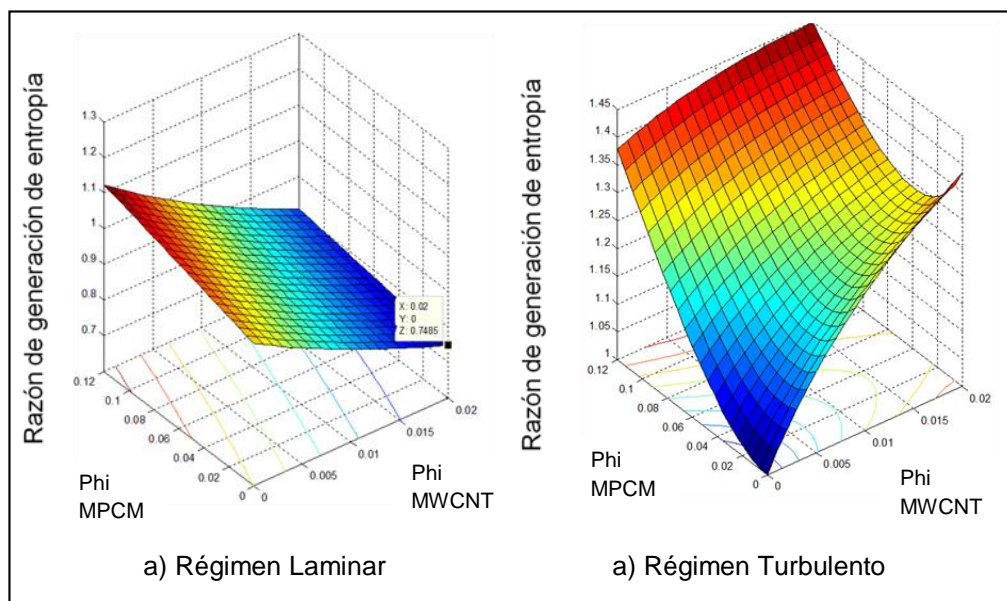 Razón de generación de entropía
1.3
1.2
1.1
1
0.9
0.8
0.7
0.12
0.1
0.08
0.06
0.04
0.02
0
0
0.005
0.01
0.015
0.02
X: 0.02
Y: 0
Z: 0.7485
Phi
MPCM
Phi
MWCNT
a) Régimen Laminar
Razón de generación de entropía
1.45
1.4
1.35
1.3
1.25
1.2
1.15
1.1
1.05
1
0.12
0.1
0.08
0.06
0.04
0.02
0
0
0.005
0.01
0.015
0.02
Phi
MPCM
Phi
MWCNT
a) Régimen Turbulento